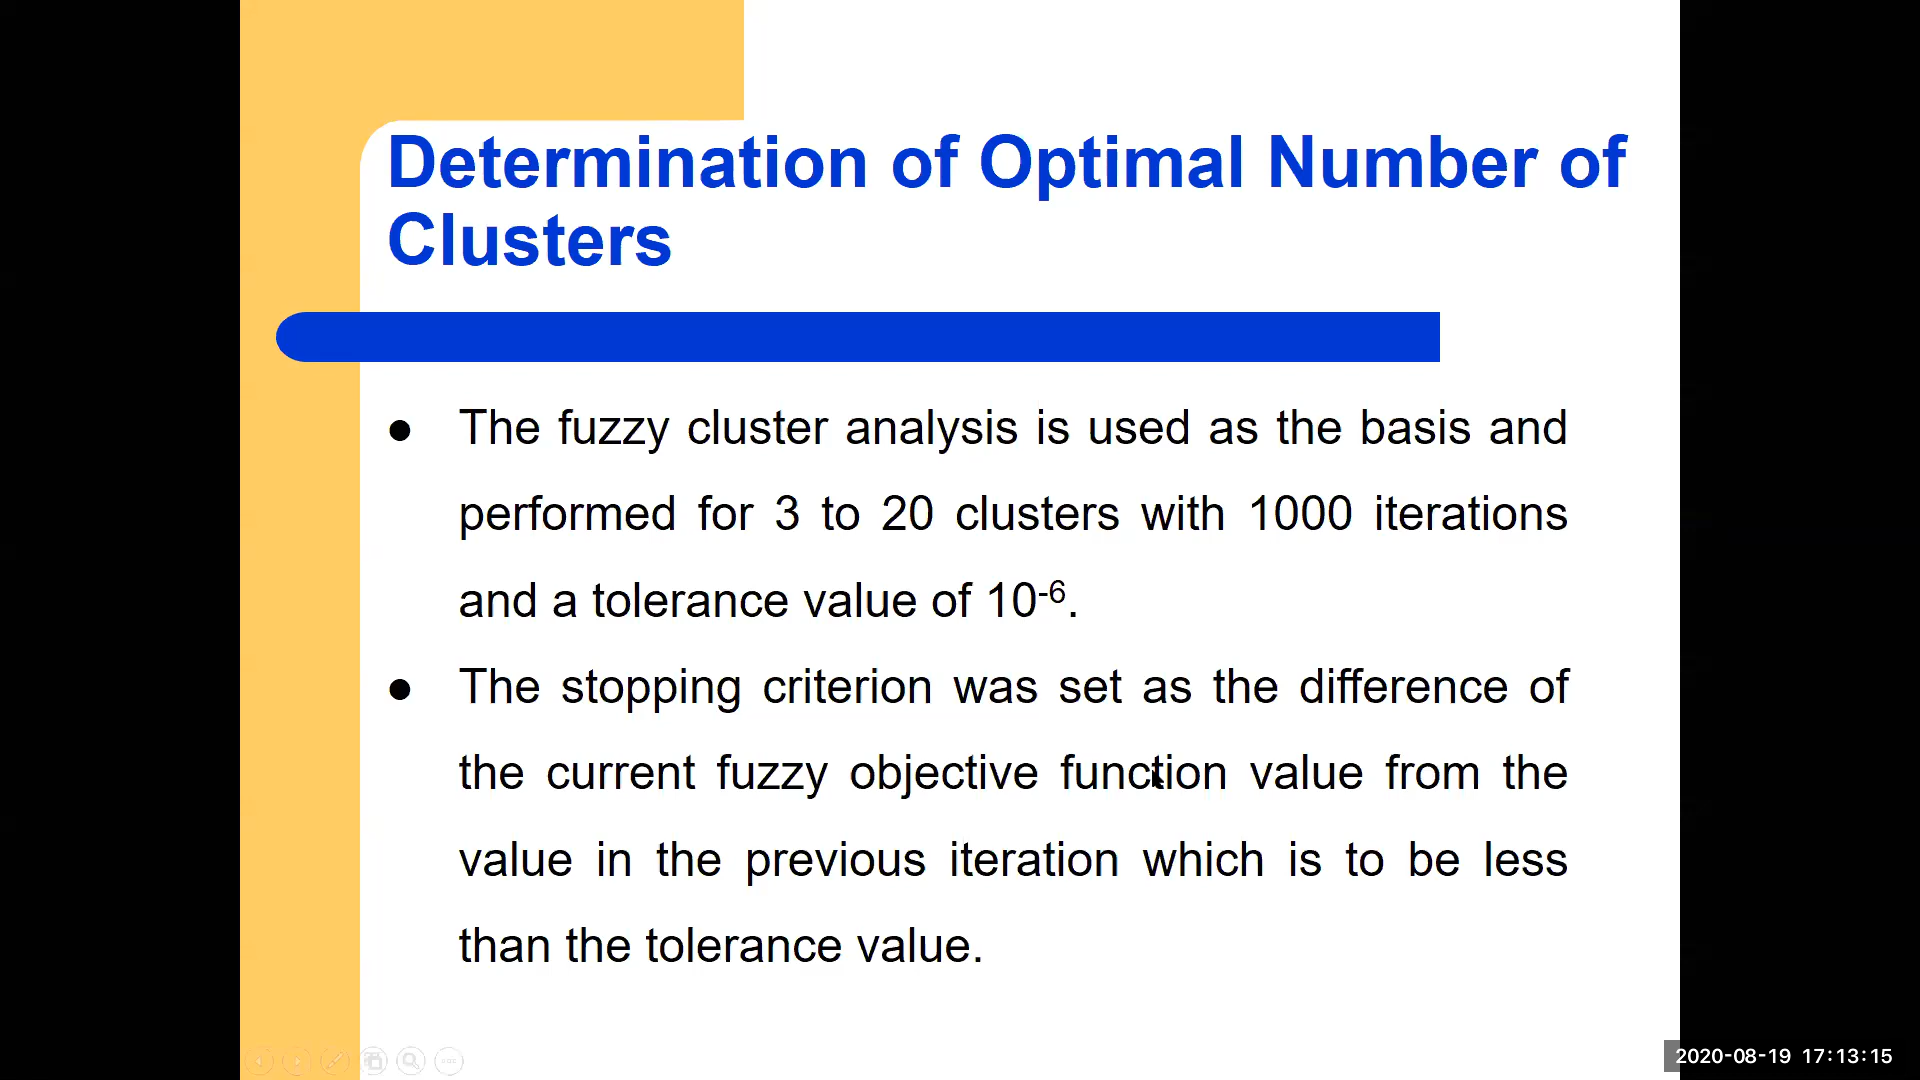 Determination of Optimal Number of
Clusters
● The fuzzy cluster analysis is used as the basis and
performed for 3 to 20 clusters with 1000 iterations
and a tolerance value of 10⁻⁶.
● The stopping criterion was set as the difference of
the current fuzzy objective function value from the
value in the previous iteration which is to be less
than the tolerance value.
2020-08-19 17:13:15